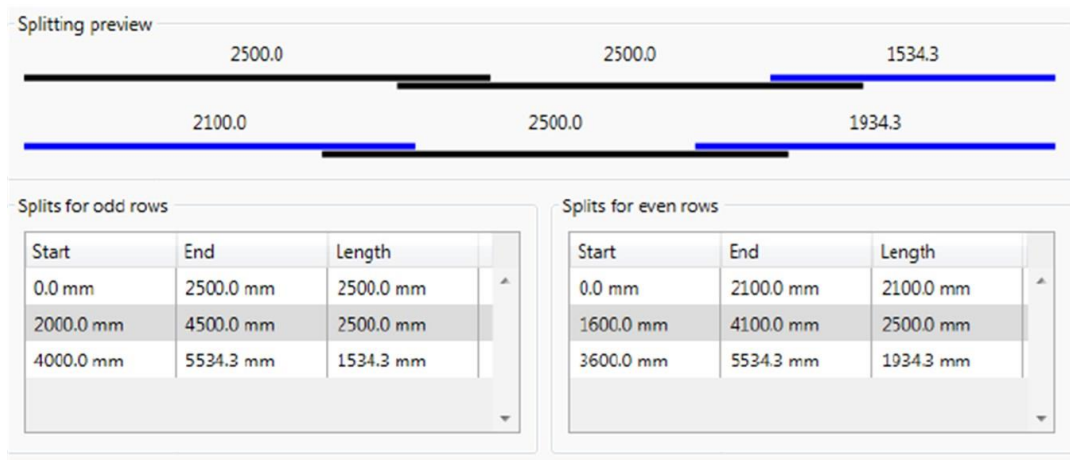 Splitting preview
2500.0 2500.0 1534.3
2100.0 2500.0 1934.3
Splits for odd rows
Start End Length
0.0 mm 2500.0 mm 2500.0 mm
2000.0 mm 4500.0 mm 2500.0 mm
4000.0 mm 5534.3 mm 1534.3 mm
Splits for even rows
Start End Length
0.0 mm 2100.0 mm 2100.0 mm
1600.0 mm 4100.0 mm 2500.0 mm
3600.0 mm 5534.3 mm 1934.3 mm